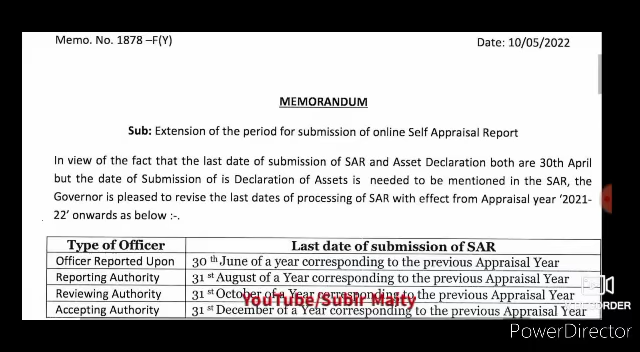 Memo. No. 1878 –F(Y) Date: 10/05/2022
MEMORANDUM
Sub: Extension of the period for submission of online Self Appraisal Report
In view of the fact that the last date of submission of SAR and Asset Declaration both are 30th April
but the date of Submission of is Declaration of Assets is needed to be mentioned in the SAR, the
Governor is pleased to revise the last dates of processing of SAR with effect from Appraisal year '2021-
22' onwards as below :-.
Type of Officer Last date of submission of SAR
Officer Reported Upon 30 th June of a year corresponding to the previous Appraisal Year
Reporting Authority 31 st August of a Year corresponding to the previous Appraisal Year
Reviewing Authority 31 st October of a Year corresponding to the previous Appraisal Year
YouTube/Subir Maity
Accepting Authority 31 st December of a Year corresponding to the previous Appraisal Year
PowerDirector